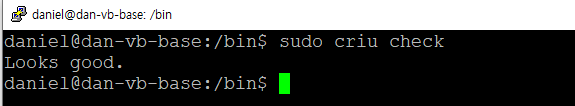 daniel@dan-vb-base: /bin
daniel@dan-vb-base:/bin$ sudo criu check
Looks good.
daniel@dan-vb-base:/bin$